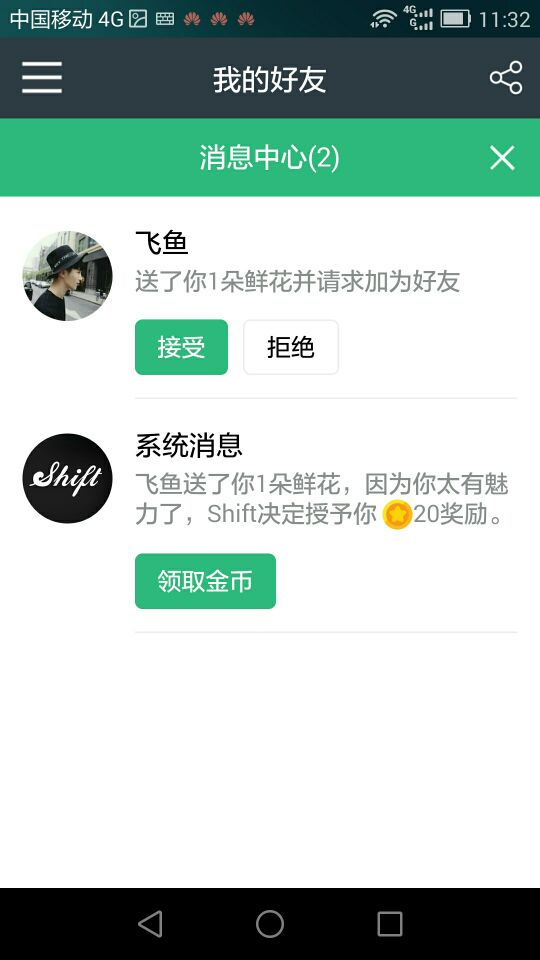 中国移动 4G
4G
G
11:32
我的好友
消息中心(2)
飞鱼
送了你1朵鲜花并请求加为好友
接受
拒绝
Shift
系统消息
飞鱼送了你1朵鲜花，因为你太有魅
力了，Shift决定授予你 20奖励。
领取金币